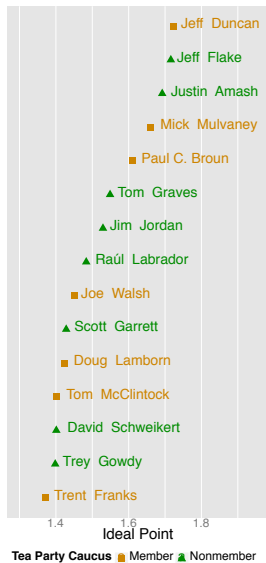 Jeff Duncan
Jeff Flake
Justin Amash
Mick Mulvaney
Paul C. Broun
Tom Graves
Jim Jordan
Raúl Labrador
Joe Walsh
Scott Garrett
Doug Lamborn
Tom McClintock
David Schweikert
Trey Gowdy
Trent Franks
1.4 1.6 1.8
Ideal Point
Tea Party Caucus Member Nonmember